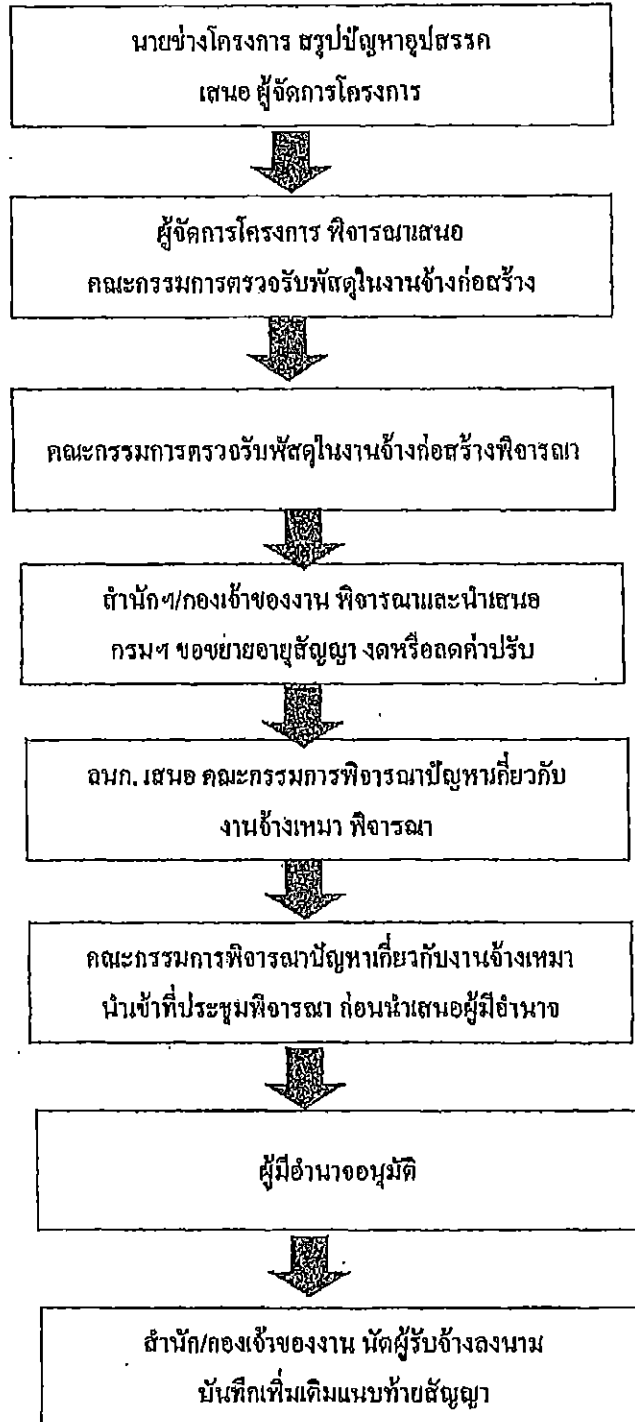 นายช่างโครงการ สรุปปัญหาอุปสรรค
เสนอ ผู้จัดการโครงการ
ผู้จัดการโครงการ พิจารณาเสนอ
คณะกรรมการตรวจรับพัสดุในงานจ้างก่อสร้าง
คณะกรรมการตรวจรับพัสดุในงานจ้างก่อสร้างพิจารณา
สำนักฯ/กองเจ้าของงาน พิจารณาและนำเสนอ
กรมฯ ขอขยายอายุสัญญา งดหรือลดค่าปรับ
ลนก. เสนอ คณะกรรมการพิจารณาปัญหาเกี่ยวกับ
งานจ้างเหมา พิจารณา
คณะกรรมการพิจารณาปัญหาเกี่ยวกับงานจ้างเหมา
นำเข้าที่ประชุมพิจารณา ก่อนนำเสนอผู้มีอำนาจ
ผู้มีอำนาจอนุมัติ
สำนัก/กองเจ้าของงาน นัดผู้รับจ้างลงนาม
บันทึกเพิ่มเติมแนบท้ายสัญญา